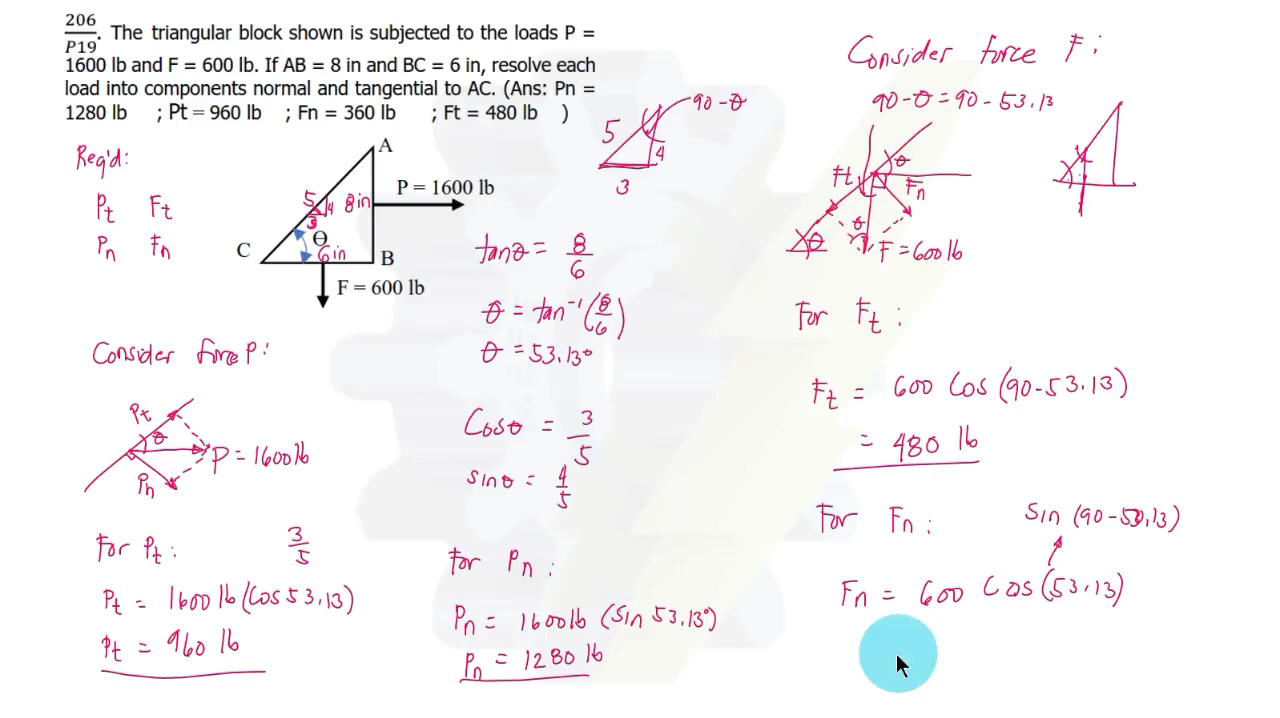 206
P19. The triangular block shown is subjected to the loads P =
1600 lb and F = 600 lb. If AB = 8 in and BC = 6 in, resolve each
load into components normal and tangential to AC. (Ans: Pn =
1280 lb ; Pt = 960 lb ; Fn = 360 lb ; Ft = 480 lb )
Req'd:
Pt Ft
Pn Fn
A
P = 1600 lb
5 4 8in
3
θ
C 6in B
F = 600 lb
5 90-θ
4
3
tanθ = 8/6
θ = tan⁻¹(8/6)
θ = 53.13°
Cosθ = 3/5
sinθ = 4/5
Consider force P:
Pt
θ
P = 1600lb
Pn
For Pt: 3/5
Pt = 1600 lb (Cos 53.13)
Pt = 960 lb
For Pn:
Pn = 1600lb (Sin 53.13°)
Pn = 1280 lb
Consider force F:
90-θ = 90-53.13
θ
Ft Fn
θ
θ F = 600 lb
For Ft:
Ft = 600 Cos (90-53.13)
= 480 lb
For Fn: Sin (90-53.13)
Fn = 600 Cos (53.13)